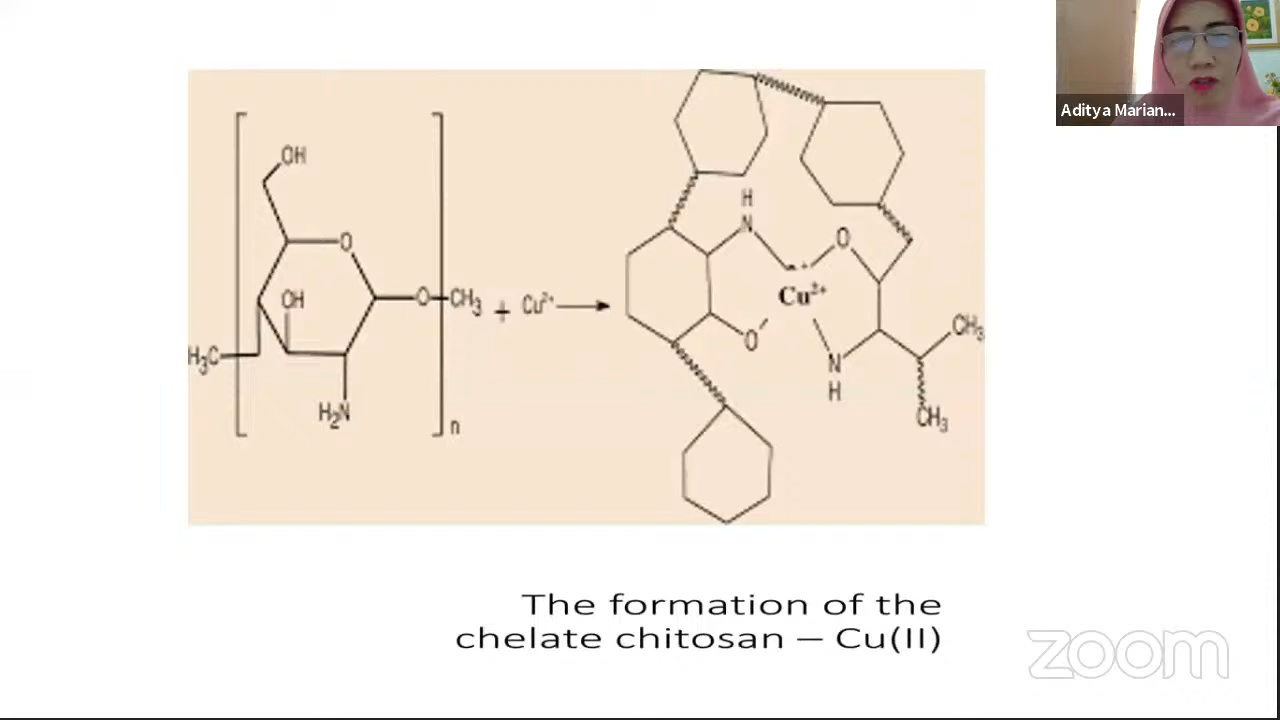 Aditya Marian...
OH
O
OH
O
CH3
H3C
H2N
n
+ Cu2+
H
N
O
Cu2+
O
N
H
CH3
CH3
The formation of the
chelate chitosan – Cu(II)
zoom